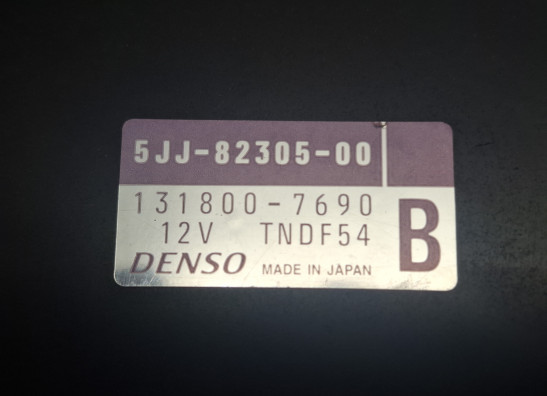 5JJ-82305-00
131800-7690
12V TNDF54
B
DENSO MADE IN JAPAN